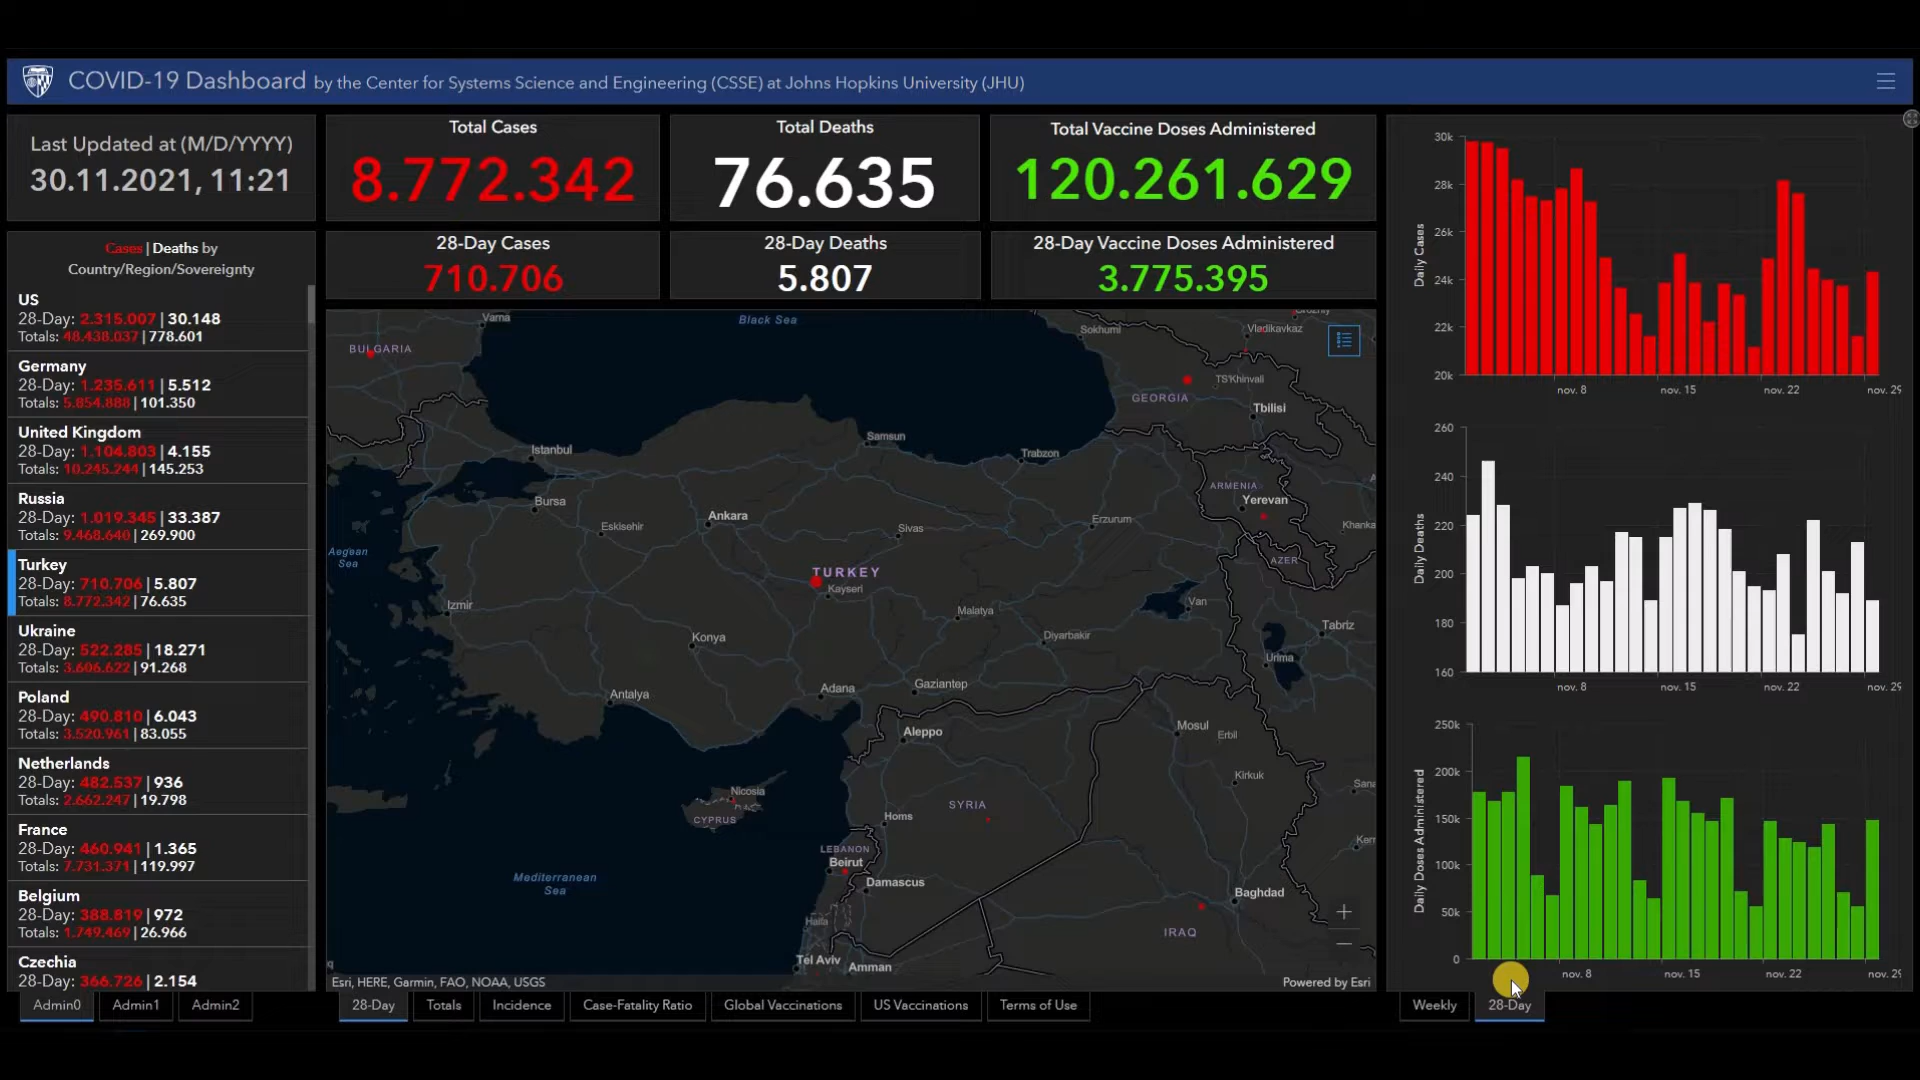 COVID-19 Dashboard by the Center for Systems Science and Engineering (CSSE) at Johns Hopkins University (JHU)
Last Updated at (M/D/YYYY)
30.11.2021, 11:21
Total Cases
8.772.342
Total Deaths
76.635
Total Vaccine Doses Administered
120.261.629
28-Day Cases
710.706
28-Day Deaths
5.807
28-Day Vaccine Doses Administered
3.775.395
Cases | Deaths by
Country/Region/Sovereignty
US
28-Day: 2.315.007 | 30.148
Totals: 48.438.037 | 778.601
Germany
28-Day: 1.235.611 | 5.512
Totals: 5.854.888 | 101.350
United Kingdom
28-Day: 1.104.803 | 4.155
Totals: 10.245.244 | 145.253
Russia
28-Day: 1.019.345 | 33.387
Totals: 9.468.640 | 269.900
Turkey
28-Day: 710.706 | 5.807
Totals: 8.772.342 | 76.635
Ukraine
28-Day: 522.285 | 18.271
Totals: 3.606.622 | 91.268
Poland
28-Day: 490.810 | 6.043
Totals: 3.520.961 | 83.055
Netherlands
28-Day: 482.537 | 936
Totals: 2.662.247 | 19.798
France
28-Day: 460.941 | 1.365
Totals: 7.731.371 | 119.997
Belgium
28-Day: 388.819 | 972
Totals: 1.749.469 | 26.966
Czechia
28-Day: 366.726 | 2.154
Admin0 Admin1 Admin2
Varna
Black Sea
Sokhumi
Vladikavkaz
BULGARIA
TS'Khinvali
GEORGIA
Tbilisi
Istanbul
Samsun
Trabzon
ARMENIA
Yerevan
Bursa
Ankara
Eskisehir
Sivas
Erzurum
Khanka
Aegean
Sea
AZER
TURKEY
Kayseri
Izmir
Malatya
Van
Konya
Diyarbakir
Tabriz
Urima
Antalya
Adana
Gaziantep
Aleppo
Mosul
Erbil
Kirkuk
Sana
Nicosia
CYPRUS
SYRIA
Homs
Kerr
LEBANON
Beirut
Mediterranean
Sea
Damascus
Baghdad
Haifa
IRAQ
Tel Aviv
Amman
+
−
Esri, HERE, Garmin, FAO, NOAA, USGS
Powered by Esri
28-Day Totals Incidence Case-Fatality Ratio Global Vaccinations US Vaccinations Terms of Use
Daily Cases
30k
28k
26k
24k
22k
20k
nov. 8 nov. 15 nov. 22 nov. 29
Daily Deaths
260
240
220
200
180
160
nov. 8 nov. 15 nov. 22 nov. 29
Daily Doses Administered
250k
200k
150k
100k
50k
0
nov. 8 nov. 15 nov. 22 nov. 29
Weekly 28-Day